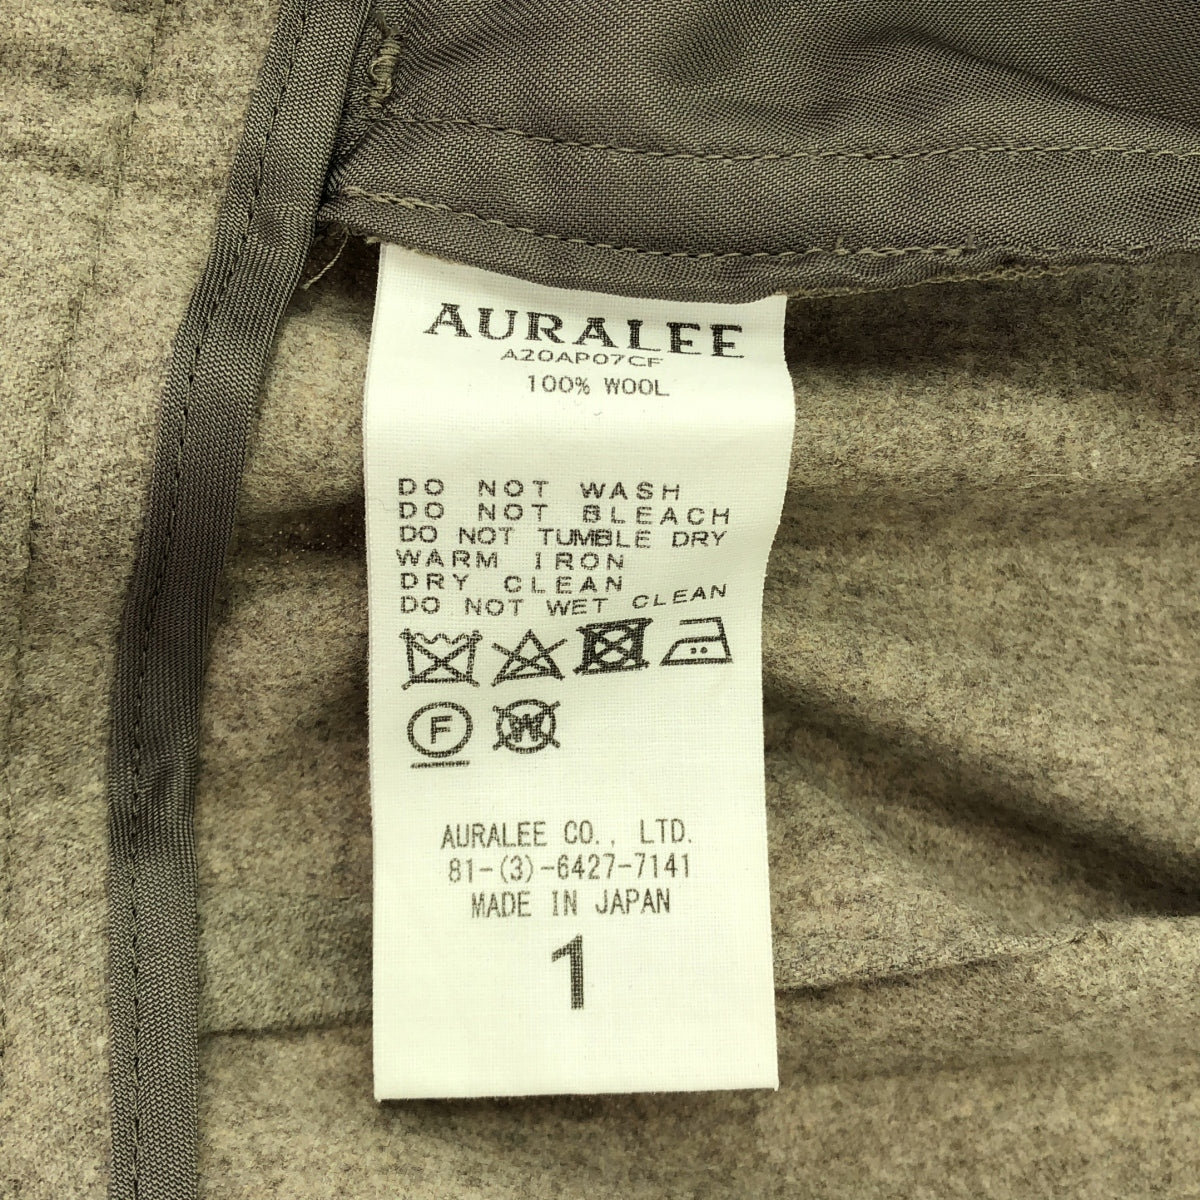 AURALEE
A20AP07CF
100% WOOL
DO NOT WASH
DO NOT BLEACH
DO NOT TUMBLE DRY
WARM IRON
DRY CLEAN
DO NOT WET CLEAN
F W
AURALEE CO., LTD.
81-(3)-6427-7141
MADE IN JAPAN
1